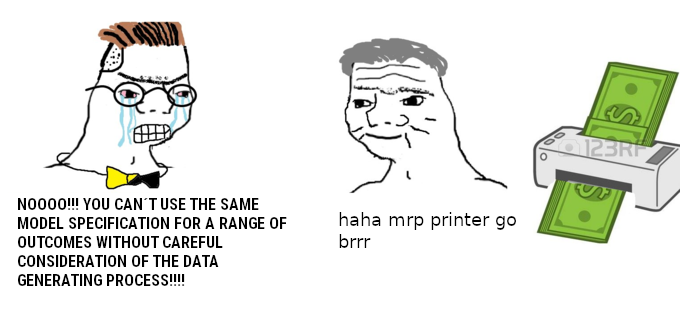 NOOOO!!! YOU CAN´T USE THE SAME
MODEL SPECIFICATION FOR A RANGE OF
OUTCOMES WITHOUT CAREFUL
CONSIDERATION OF THE DATA
GENERATING PROCESS!!!!
haha mrp printer go
brrr
$
123RF
$